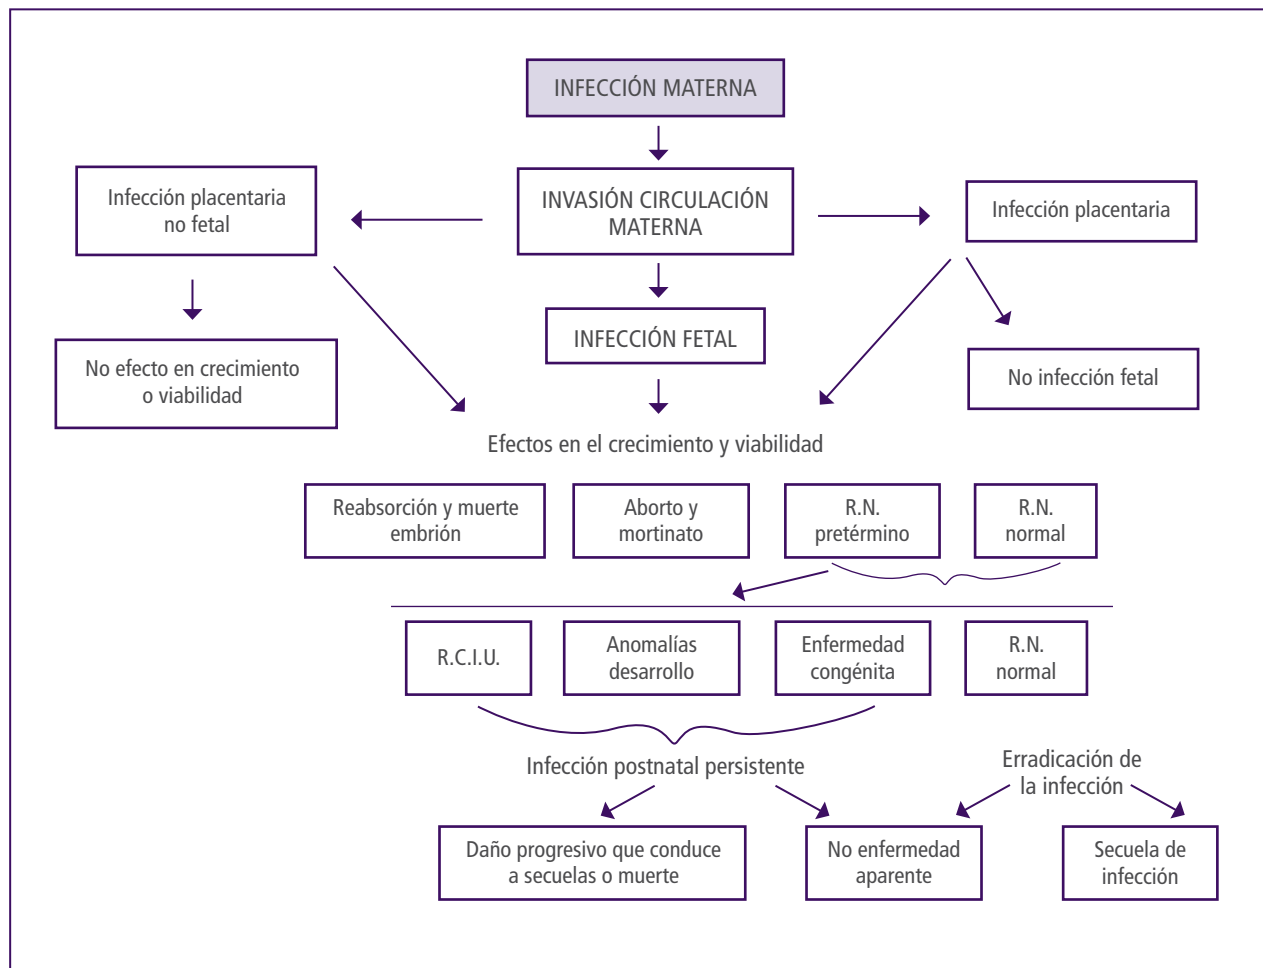 INFECCIÓN MATERNA
Infección placentaria
no fetal
INVASIÓN CIRCULACIÓN
MATERNA
Infección placentaria
No efecto en crecimiento
o viabilidad
INFECCIÓN FETAL
No infección fetal
Efectos en el crecimiento y viabilidad
Reabsorción y muerte
embrión
Aborto y
mortinato
R.N.
pretérmino
R.N.
normal
R.C.I.U.
Anomalías
desarrollo
Enfermedad
congénita
R.N.
normal
Infección postnatal persistente
Erradicación de
la infección
Daño progresivo que conduce
a secuelas o muerte
No enfermedad
aparente
Secuela de
infección